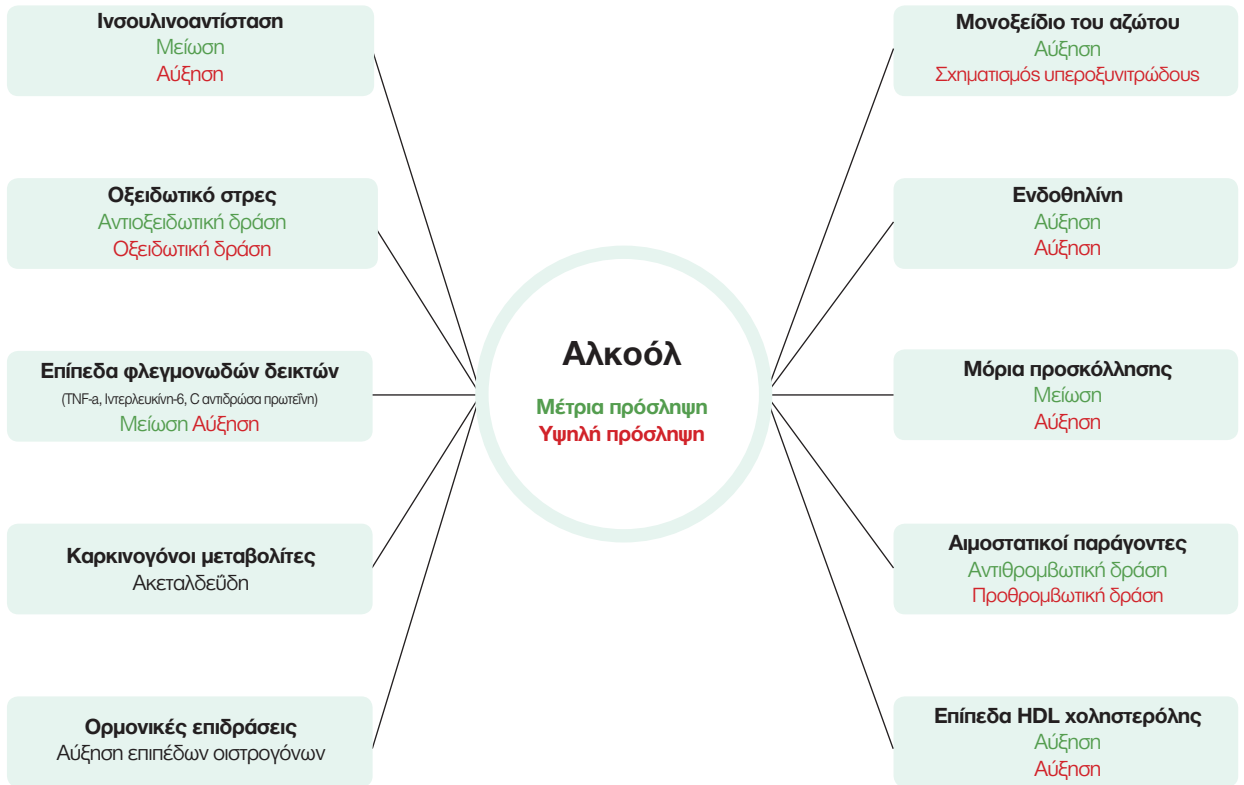 Ινσουλινοαντίσταση
Μείωση
Αύξηση
Οξειδωτικό στρες
Αντιοξειδωτική δράση
Οξειδωτική δράση
Επίπεδα φλεγμονωδών δεικτών
(TNF-a, Ιντερλευκίνη-6, C αντιδρώσα πρωτεΐνη)
Μείωση Αύξηση
Καρκινογόνοι μεταβολίτες
Ακεταλδεΰδη
Ορμονικές επιδράσεις
Αύξηση επιπέδων οιστρογόνων
Αλκοόλ
Μέτρια πρόσληψη
Υψηλή πρόσληψη
Μονοξείδιο του αζώτου
Αύξηση
Σχηματισμός υπεροξυνιτρώδους
Ενδοθηλίνη
Αύξηση
Αύξηση
Μόρια προσκόλλησης
Μείωση
Αύξηση
Αιμοστατικοί παράγοντες
Αντιθρομβωτική δράση
Προθρομβωτική δράση
Επίπεδα HDL χοληστερόλης
Αύξηση
Αύξηση